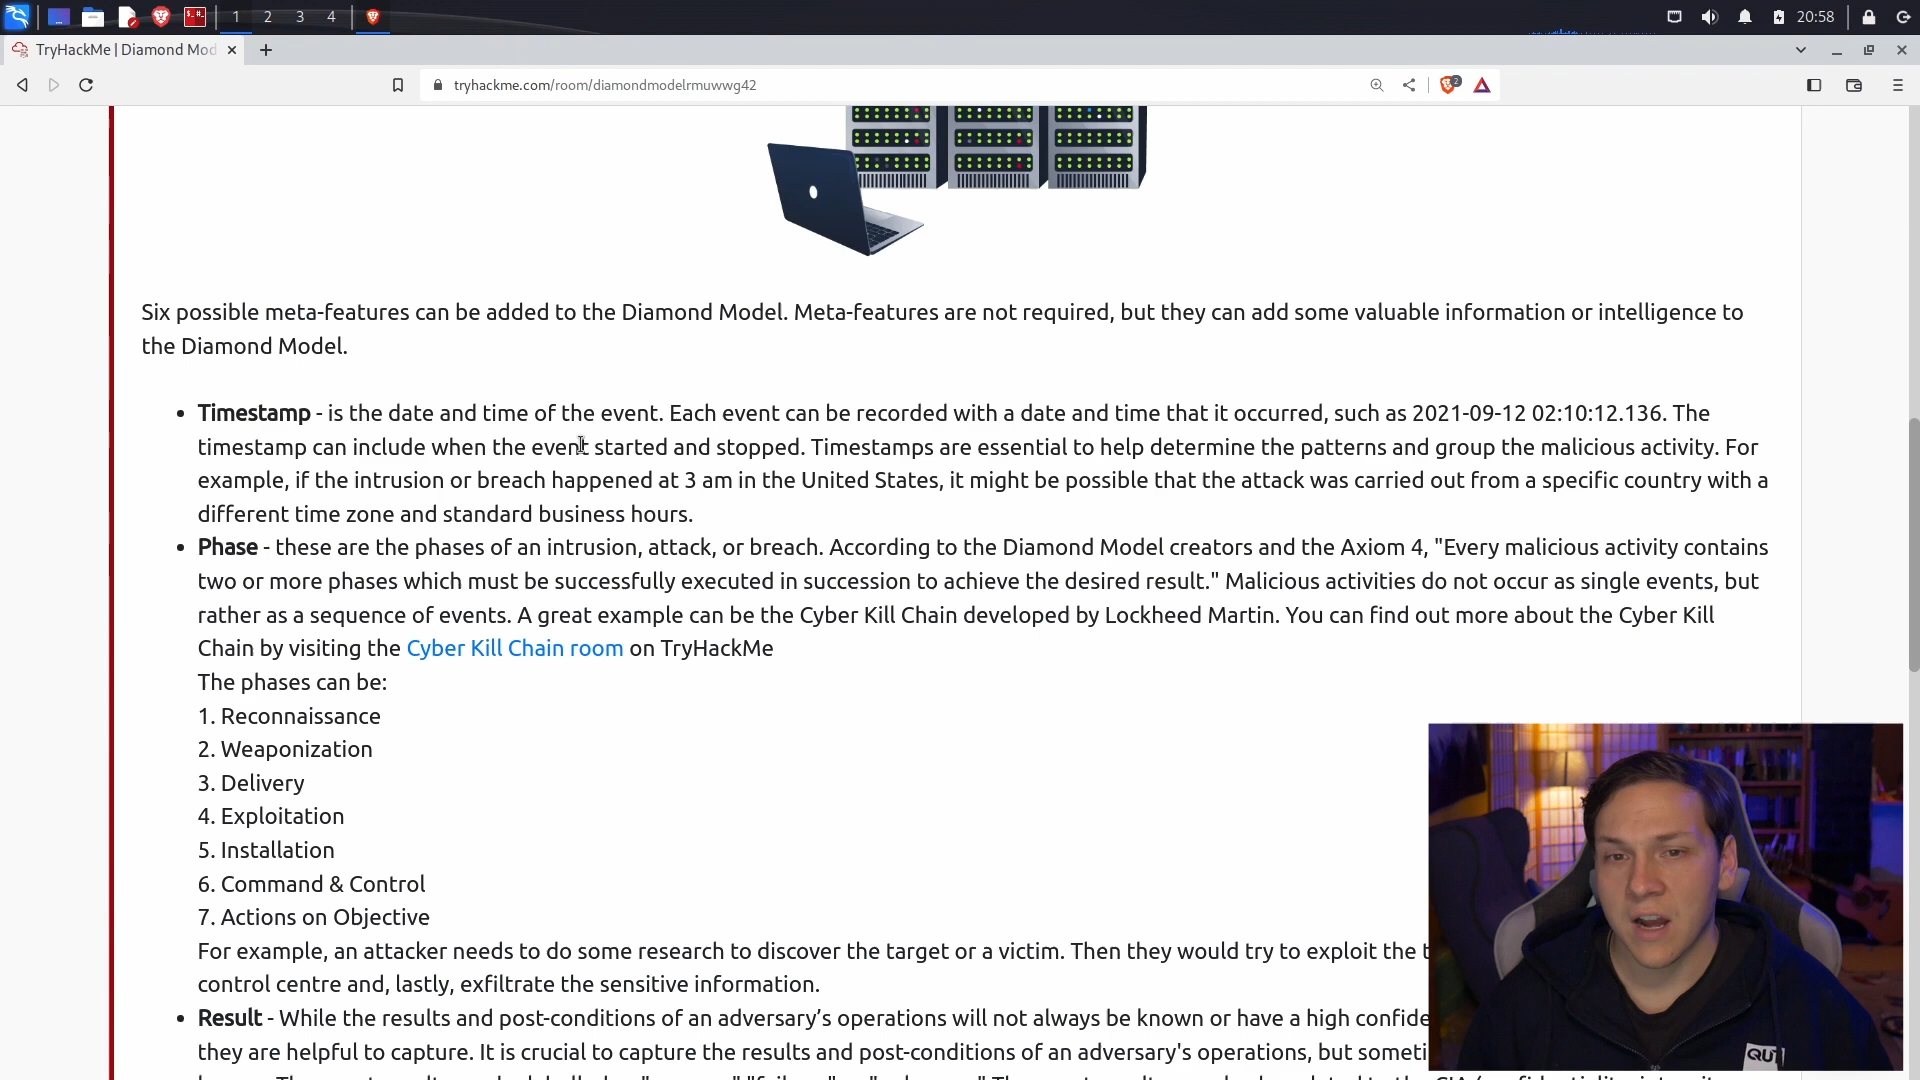 1 2 3 4
20:58
TryHackMe | Diamond Mod
tryhackme.com/room/diamondmodelrmuwwg42
2
Six possible meta-features can be added to the Diamond Model. Meta-features are not required, but they can add some valuable information or intelligence to
the Diamond Model.
• Timestamp - is the date and time of the event. Each event can be recorded with a date and time that it occurred, such as 2021-09-12 02:10:12.136. The
timestamp can include when the event started and stopped. Timestamps are essential to help determine the patterns and group the malicious activity. For
example, if the intrusion or breach happened at 3 am in the United States, it might be possible that the attack was carried out from a specific country with a
different time zone and standard business hours.
• Phase - these are the phases of an intrusion, attack, or breach. According to the Diamond Model creators and the Axiom 4, "Every malicious activity contains
two or more phases which must be successfully executed in succession to achieve the desired result." Malicious activities do not occur as single events, but
rather as a sequence of events. A great example can be the Cyber Kill Chain developed by Lockheed Martin. You can find out more about the Cyber Kill
Chain by visiting the Cyber Kill Chain room on TryHackMe
The phases can be:
1. Reconnaissance
2. Weaponization
3. Delivery
4. Exploitation
5. Installation
6. Command & Control
7. Actions on Objective
For example, an attacker needs to do some research to discover the target or a victim. Then they would try to exploit the t
control centre and, lastly, exfiltrate the sensitive information.
• Result - While the results and post-conditions of an adversary's operations will not always be known or have a high confide
they are helpful to capture. It is crucial to capture the results and post-conditions of an adversary's operations, but someti
QUT